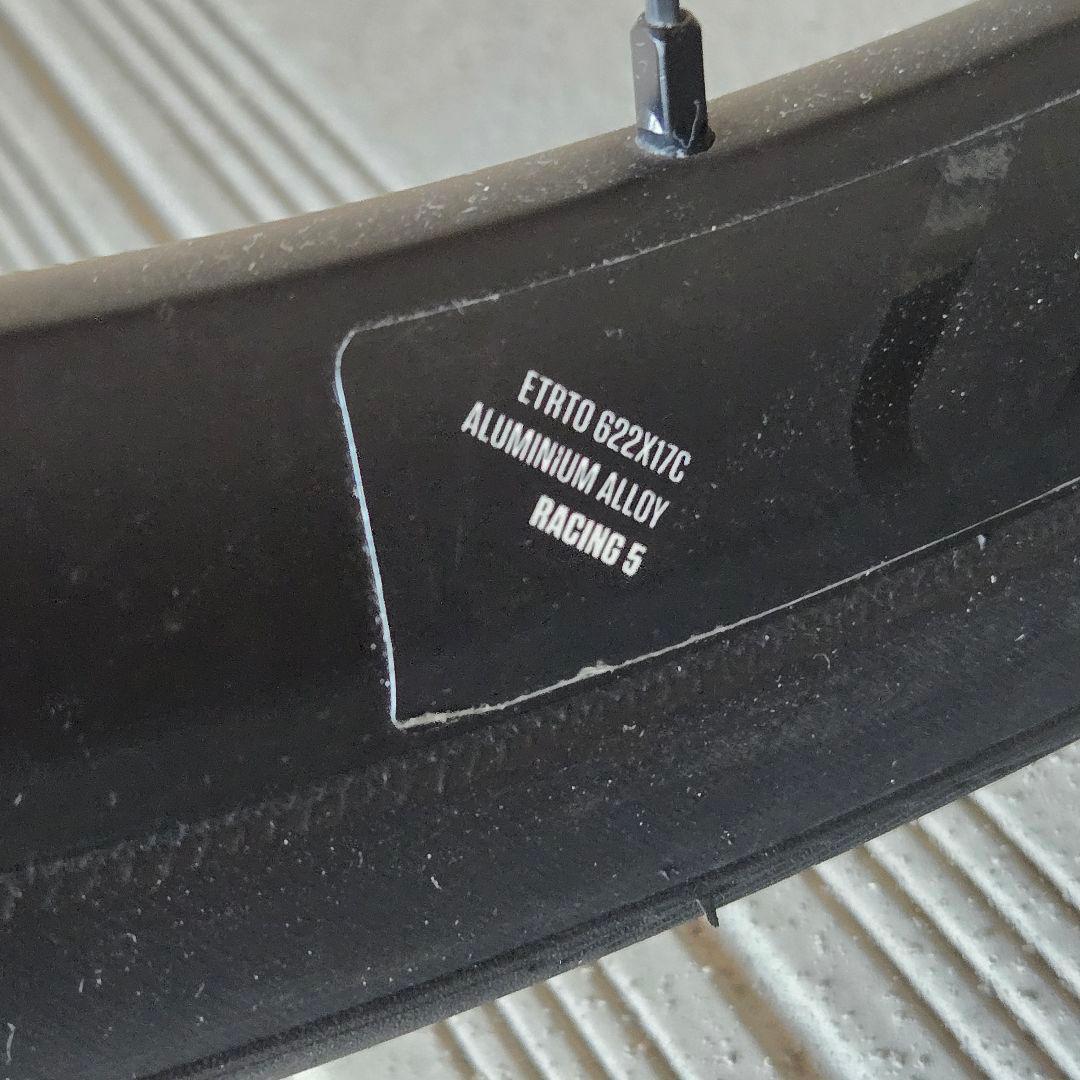 ETRTO 622X17C
ALUMINIUM ALLOY
RACING 5